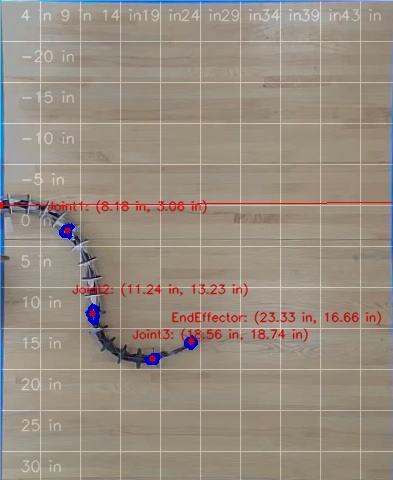 4 in 9 in 14 in19 in24 in29 in34 in39 in43 in
-20 in
-15 in
-10 in
-5 in
Joint1: (8.18 in, 3.06 in)
0 in
5 in
Joint2: (11.24 in, 13.23 in)
10 in
EndEffector: (23.33 in, 16.66 in)
Joint3: (18.56 in, 18.74 in)
15 in
20 in
25 in
30 in